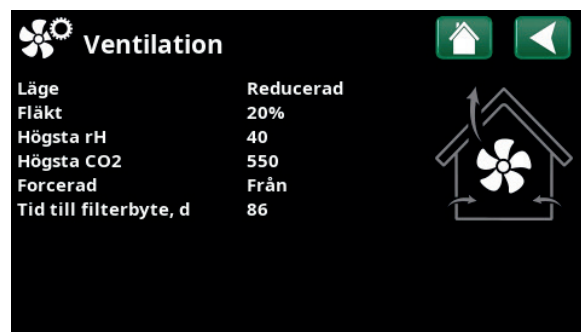 Ventilation
Läge Reducerad
Fläkt 20%
Högsta rH 40
Högsta CO2 550
Forcerad Från
Tid till filterbyte, d 86